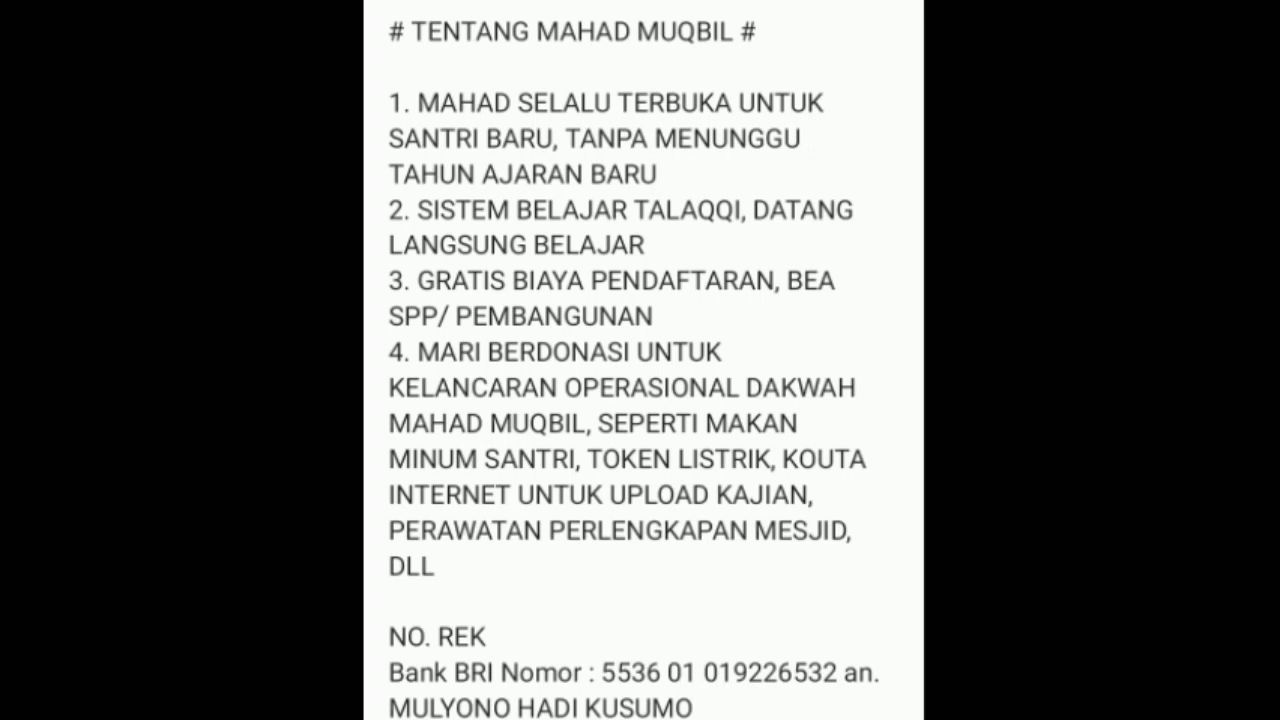 # TENTANG MAHAD MUQBIL #
1. MAHAD SELALU TERBUKA UNTUK
SANTRI BARU, TANPA MENUNGGU
TAHUN AJARAN BARU
2. SISTEM BELAJAR TALAQQI, DATANG
LANGSUNG BELAJAR
3. GRATIS BIAYA PENDAFTARAN, BEA
SPP/ PEMBANGUNAN
4. MARI BERDONASI UNTUK
KELANCARAN OPERASIONAL DAKWAH
MAHAD MUQBIL, SEPERTI MAKAN
MINUM SANTRI, TOKEN LISTRIK, KOUTA
INTERNET UNTUK UPLOAD KAJIAN,
PERAWATAN PERLENGKAPAN MESJID,
DLL
NO. REK
Bank BRI Nomor : 5536 01 019226532 an.
MULYONO HADI KUSUMO